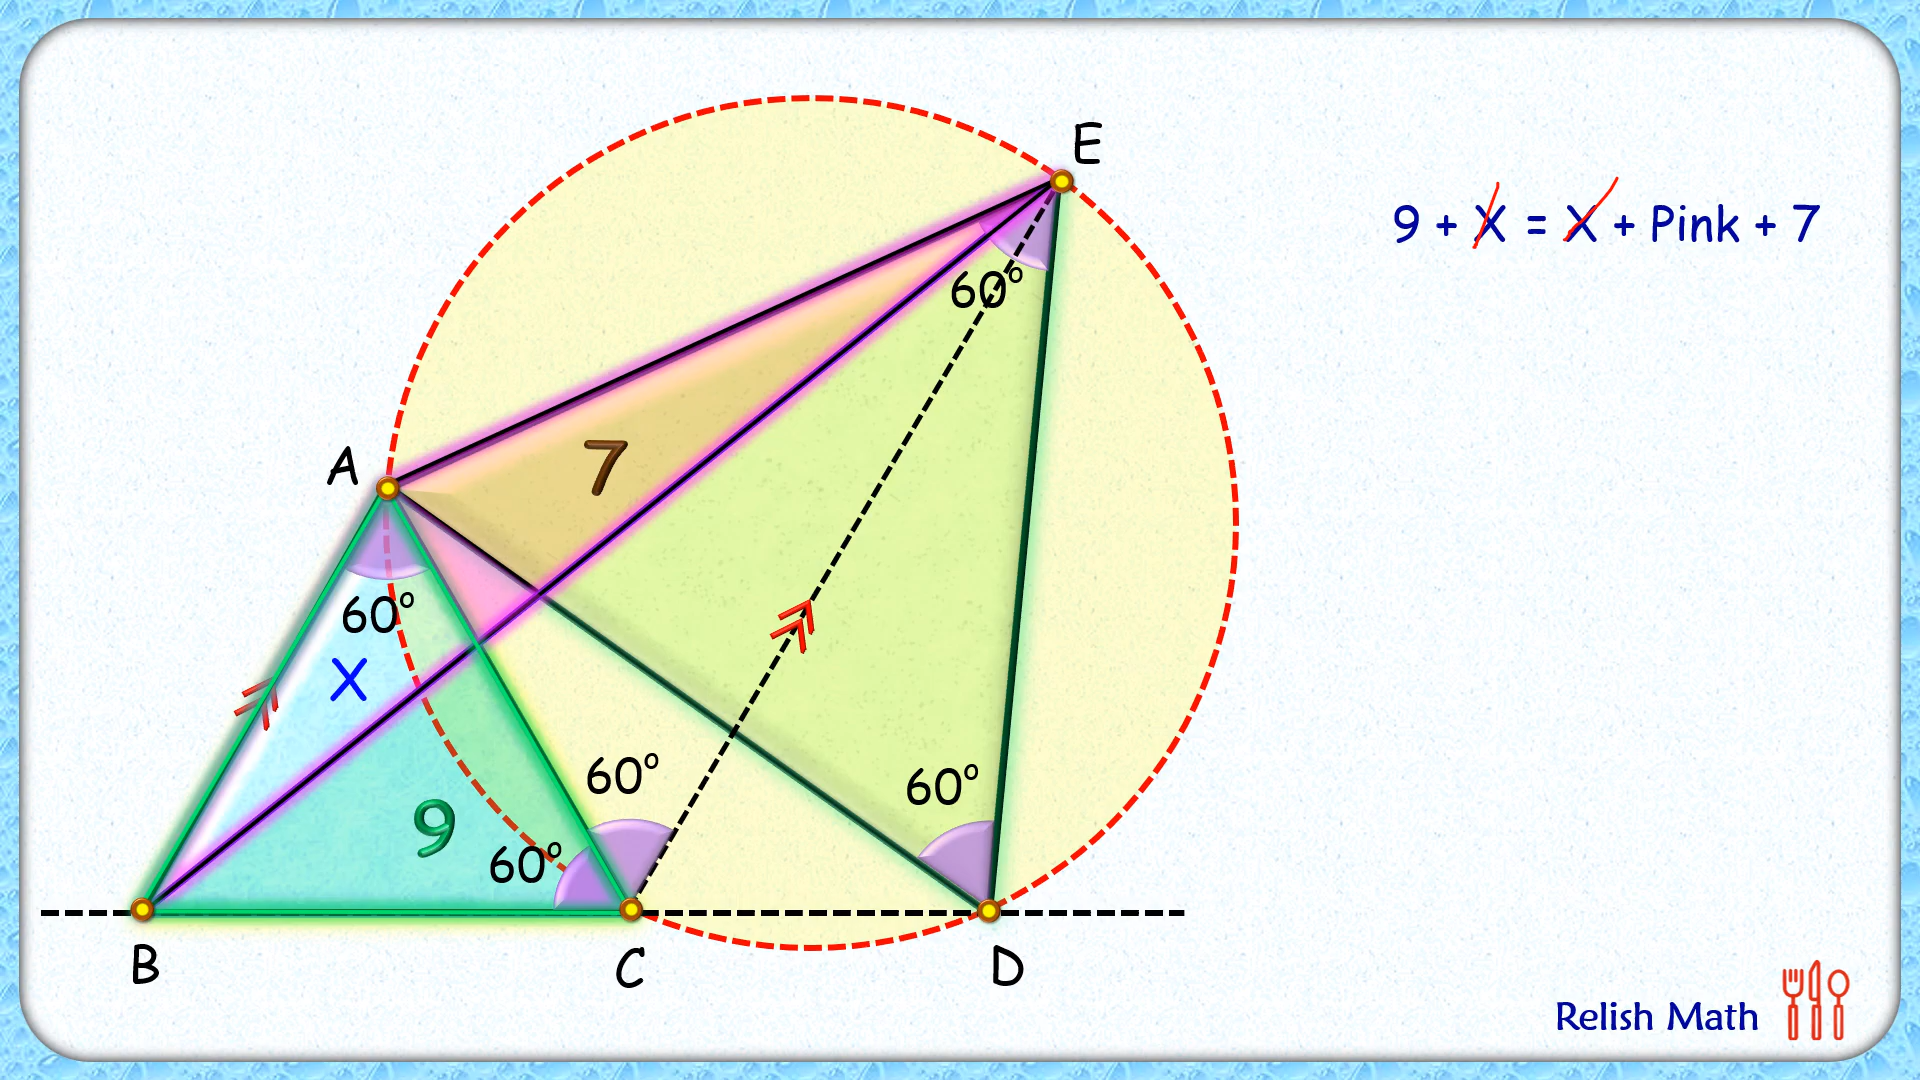 E
9 + X = X + Pink + 7
60°
A
7
60°
X
60°
60°
9
60°
B
C
D
Relish Math